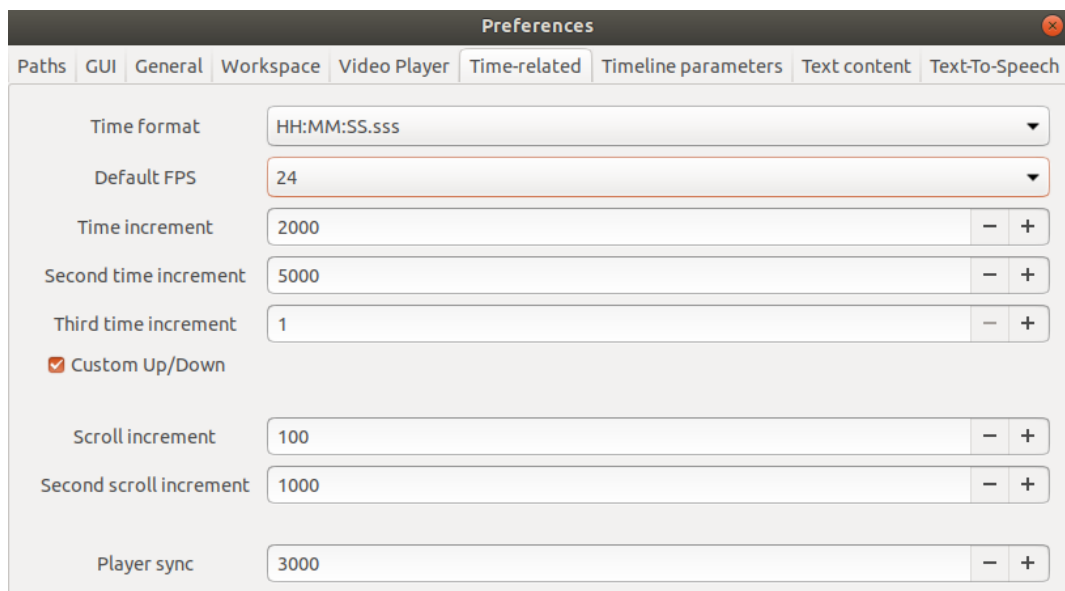 Preferences
Paths GUI General Workspace Video Player Time-related Timeline parameters Text content Text-To-Speech
Time format HH:MM:SS.sss
Default FPS 24
Time increment 2000 − +
Second time increment 5000 − +
Third time increment 1 − +
Custom Up/Down
Scroll increment 100 − +
Second scroll increment 1000 − +
Player sync 3000 − +